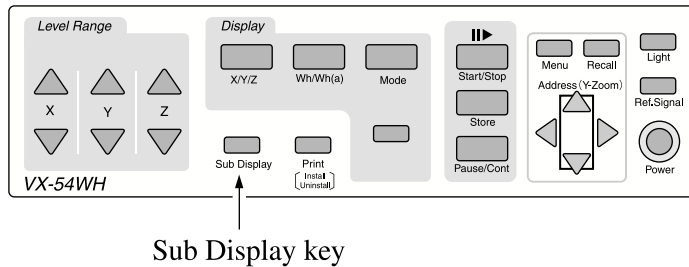 Level Range
Display
X/Y/Z
Wh/Wh(a)
Mode
Start/Stop
Menu
Recall
Light
X
Y
Z
Address(Y-Zoom)
Ref.Signal
Store
Sub Display
Print
Install
Uninstall
Pause/Cont
Power
VX-54WH
Sub Display key